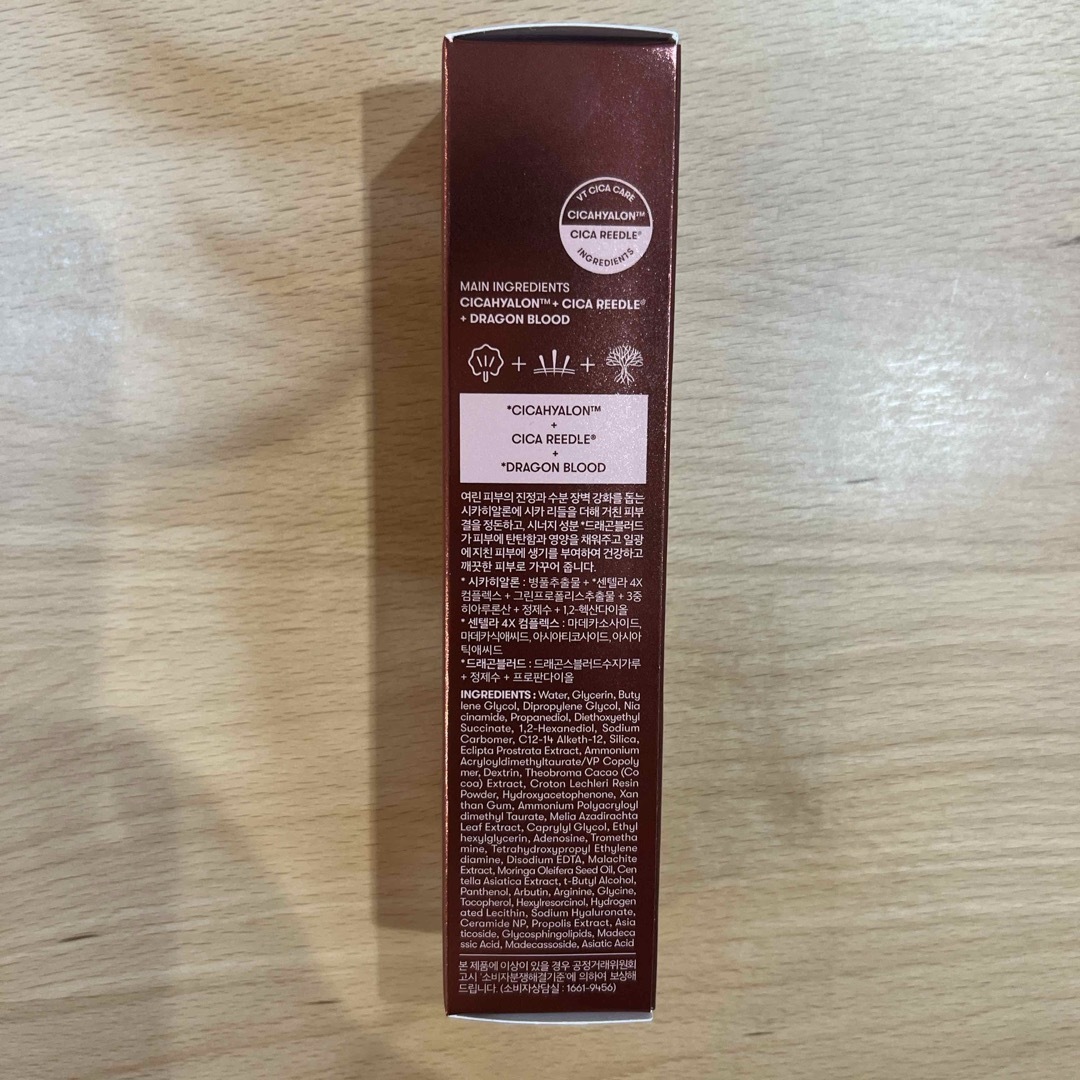 VT CICA CARE
CICAHYALON™
CICA REEDLE®
INGREDIENTS
MAIN INGREDIENTS
CICAHYALON™ + CICA REEDLE®
+ DRAGON BLOOD
+ +
*CICAHYALON™
+
CICA REEDLE®
+
*DRAGON BLOOD
여린 피부의 진정과 수분 장벽 강화를 돕는
시카히알론에 시카 리들을 더해 거친 피부
결을 정돈하고, 시너지 성분 *드래곤블러드
가 피부에 탄탄함과 영양을 채워주고 일광
에 지친 피부에 생기를 부여하여 건강하고
깨끗한 피부로 가꾸어 줍니다.
* 시카히알론 : 병풀추출물 + *센텔라 4X
컴플렉스 + 그린프로폴리스추출물 + 3중
히아루론산 + 정제수 + 1,2-헥산다이올
* 센텔라 4X 컴플렉스 : 마데카소사이드,
마데카식애씨드, 아시아티코사이드, 아시아
틱애씨드
*드래곤블러드 : 드래곤스블러드수지가루
+ 정제수 + 프로판다이올
INGREDIENTS : Water, Glycerin, Buty
lene Glycol, Dipropylene Glycol, Nia
cinamide, Propanediol, Diethoxyethyl
Succinate, 1,2-Hexanediol, Sodium
Carbomer, C12-14 Alketh-12, Silica,
Eclipta Prostrata Extract, Ammonium
Acryloyldimethyltaurate/VP Copoly
mer, Dextrin, Theobroma Cacao (Co
coa) Extract, Croton Lechleri Resin
Powder, Hydroxyacetophenone, Xan
than Gum, Ammonium Polyacryloyl
dimethyl Taurate, Melia Azadirachta
Leaf Extract, Caprylyl Glycol, Ethyl
hexylglycerin, Adenosine, Trometha
mine, Tetrahydroxypropyl Ethylene
diamine, Disodium EDTA, Malachite
Extract, Moringa Oleifera Seed Oil, Cen
tella Asiatica Extract, t-Butyl Alcohol,
Panthenol, Arbutin, Arginine, Glycine,
Tocopherol, Hexylresorcinol, Hydrogen
ated Lecithin, Sodium Hyaluronate,
Ceramide NP, Propolis Extract, Asia
ticoside, Glycosphingolipids, Madeca
ssic Acid, Madecassoside, Asiatic Acid
본 제품에 이상이 있을 경우 공정거래위원회
고시 '소비자분쟁해결기준'에 의하여 보상해
드립니다. (소비자상담실 : 1661-9456)